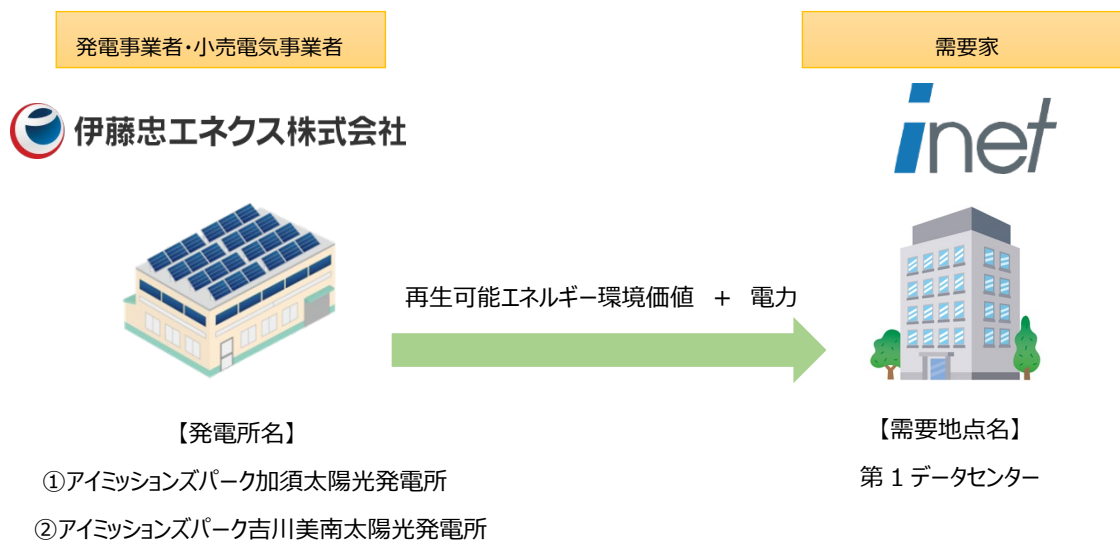 発電事業者・小売電気事業者
需要家
伊藤忠エネクス株式会社
inet
再生可能エネルギー環境価値 + 電力
【発電所名】
①アイミッションズパーク加須太陽光発電所
②アイミッションズパーク吉川美南太陽光発電所
【需要地点名】
第1データセンター